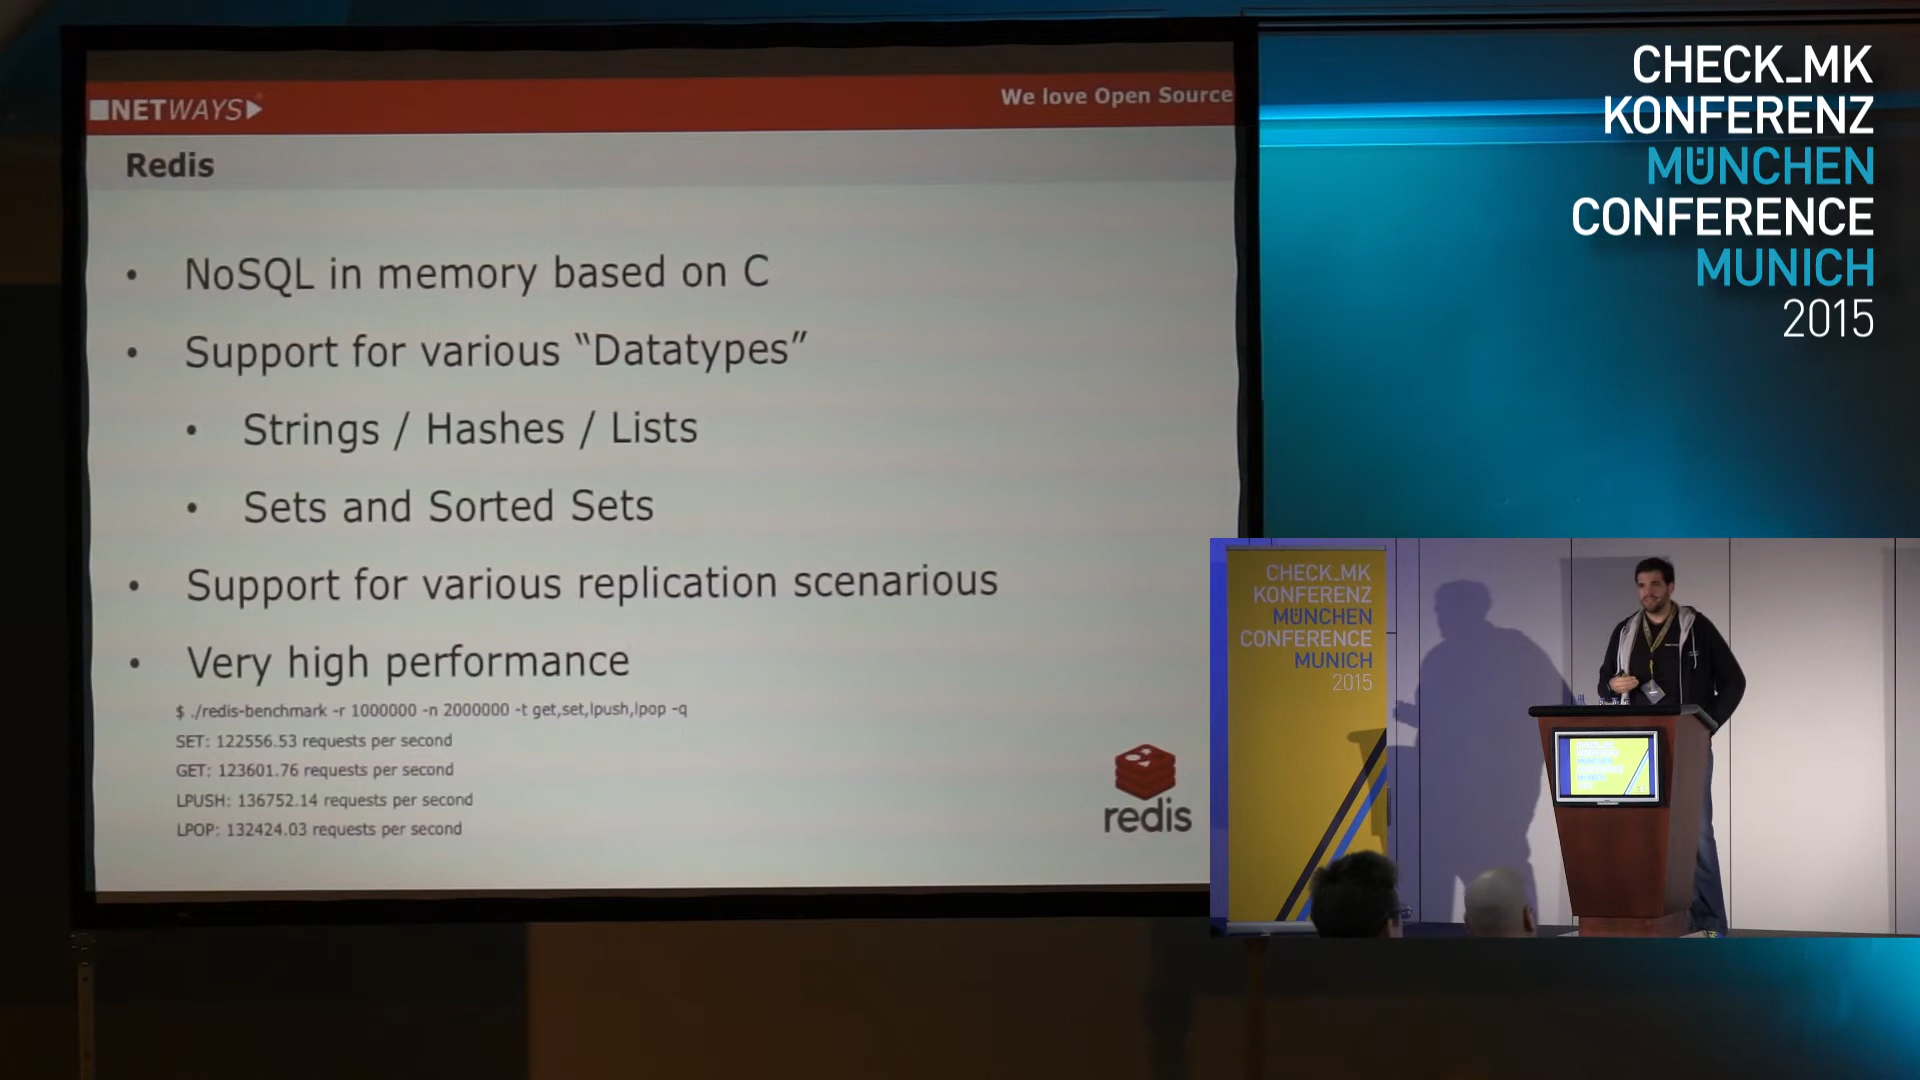 NETWAYS
We love Open Source
Redis
• NoSQL in memory based on C
• Support for various “Datatypes”
• Strings / Hashes / Lists
• Sets and Sorted Sets
• Support for various replication scenarious
• Very high performance
$ ./redis-benchmark -r 1000000 -n 2000000 -t get,set,lpush,lpop -q
SET: 122556.53 requests per second
GET: 123601.76 requests per second
LPUSH: 136752.14 requests per second
LPOP: 132424.03 requests per second
redis
CHECK_MK
KONFERENZ
MÜNCHEN
CONFERENCE
MUNICH
2015
CHECK_MK
KONFERENZ
MÜNCHEN
CONFERENCE
MUNICH
2015